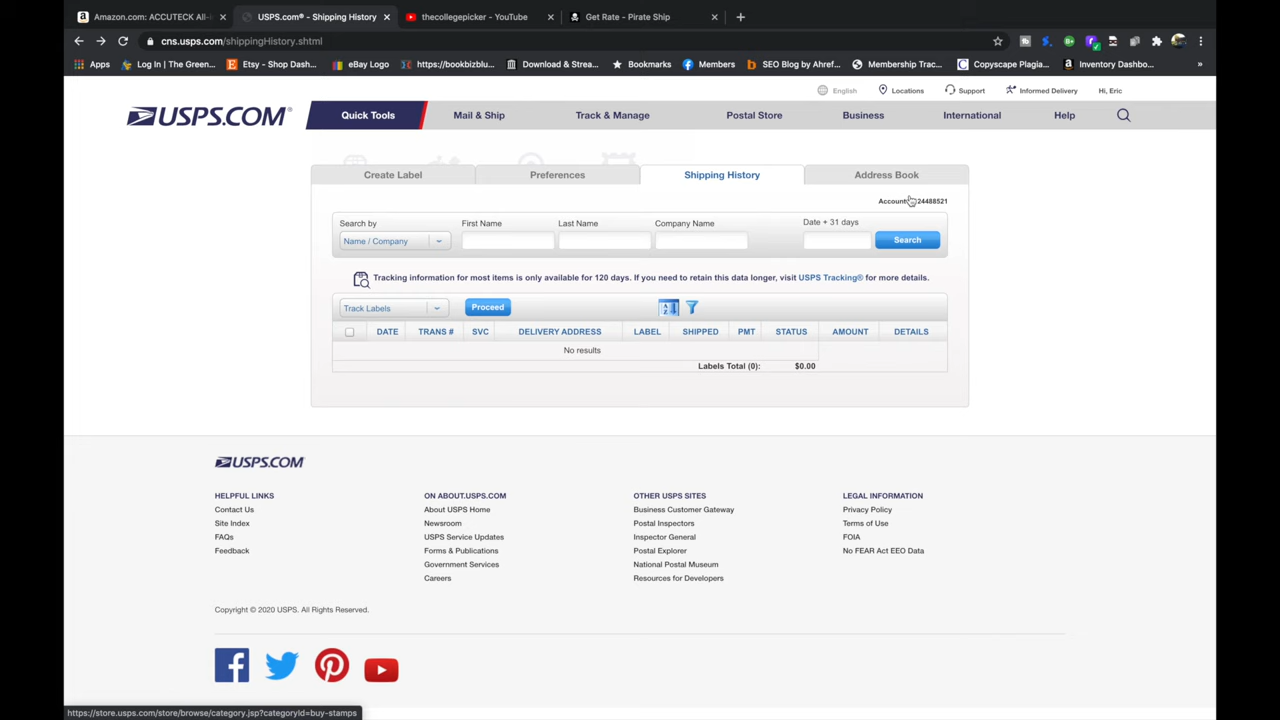 Amazon.com: ACCUTECK All-i
USPS.com® - Shipping History
thecollegepicker - YouTube
Get Rate - Pirate Ship
cns.usps.com/shippingHistory.shtml
Apps
Log In | The Green...
Etsy - Shop Dash...
eBay Logo
https://bookbizblu...
Download & Strea...
Bookmarks
Members
SEO Blog by Ahref...
Membership Trac...
Copyscape Plagia...
Inventory Dashbo...
»
English
Locations
Support
Informed Delivery
Hi, Eric
USPS.COM®
Quick Tools
Mail & Ship
Track & Manage
Postal Store
Business
International
Help
Create Label
Preferences
Shipping History
Address Book
Account 24488521
Search by
First Name
Last Name
Company Name
Date + 31 days
Name / Company
Search
Tracking information for most items is only available for 120 days. If you need to retain this data longer, visit USPS Tracking® for more details.
Track Labels
Proceed
DATE TRANS # SVC DELIVERY ADDRESS LABEL SHIPPED PMT STATUS AMOUNT DETAILS
No results
Labels Total (0): $0.00
USPS.COM
HELPFUL LINKS
Contact Us
Site Index
FAQs
Feedback
ON ABOUT.USPS.COM
About USPS Home
Newsroom
USPS Service Updates
Forms & Publications
Government Services
Careers
OTHER USPS SITES
Business Customer Gateway
Postal Inspectors
Inspector General
Postal Explorer
National Postal Museum
Resources for Developers
LEGAL INFORMATION
Privacy Policy
Terms of Use
FOIA
No FEAR Act EEO Data
Copyright © 2020 USPS. All Rights Reserved.
https://store.usps.com/store/browse/category.jsp?categoryId=buy-stamps